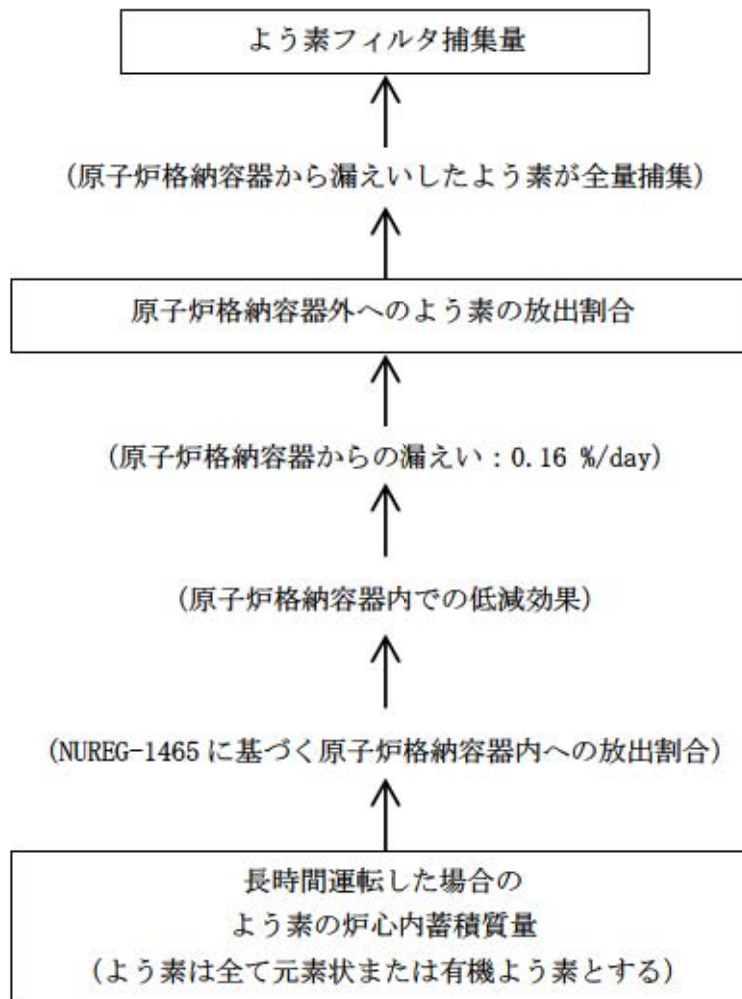 よう素フィルタ捕集量
(原子炉格納容器から漏えいしたよう素が全量捕集)
原子炉格納容器外へのよう素の放出割合
(原子炉格納容器からの漏えい：0.16 %/day)
(原子炉格納容器内での低減効果)
(NUREG-1465 に基づく原子炉格納容器内への放出割合)
長時間運転した場合の
よう素の炉心内蓄積質量
(よう素は全て元素状または有機よう素とする)